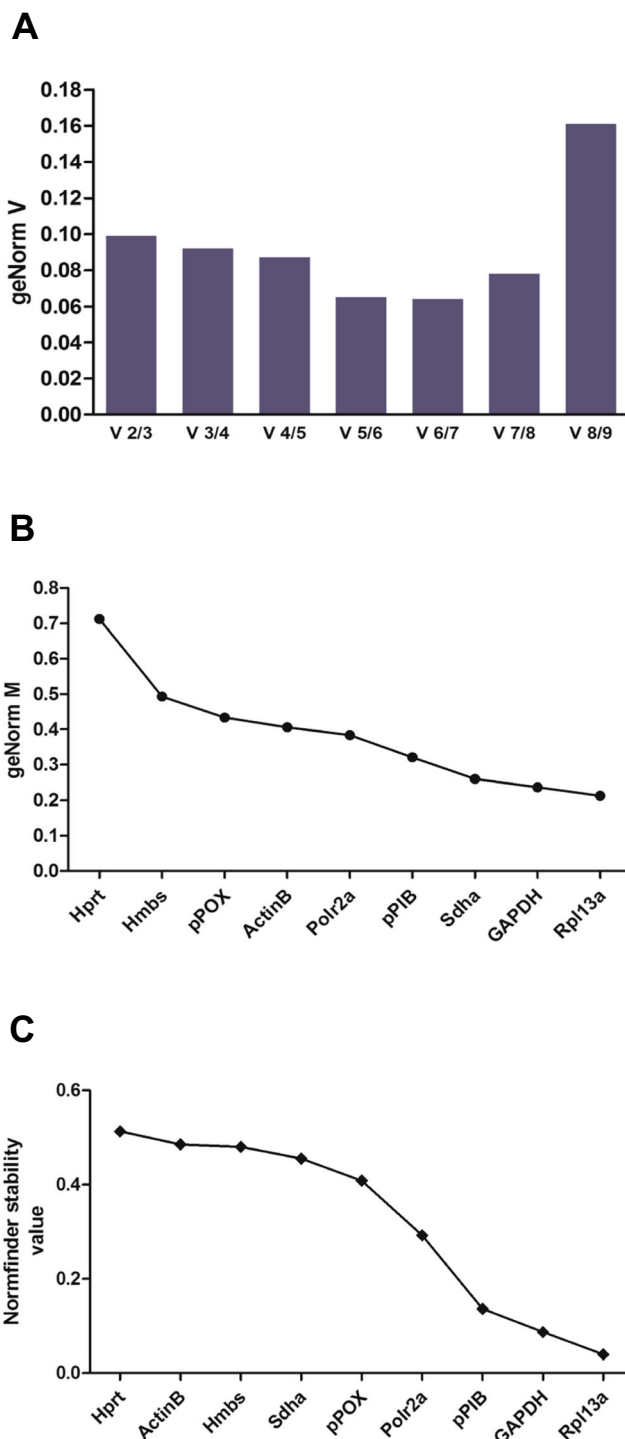 A
geNorm V
0.18
0.16
0.14
0.12
0.10
0.08
0.06
0.04
0.02
0.00
V 2/3 V 3/4 V 4/5 V 5/6 V 6/7 V 7/8 V 8/9
B
geNorm M
0.8
0.7
0.6
0.5
0.4
0.3
0.2
0.1
0.0
Hprt Hmbs pPOX ActinB Polr2a pPIB Sdha GAPDH Rpl13a
C
Normfinder stability
value
0.6
0.4
0.2
0.0
Hprt ActinB Hmbs Sdha pPOX Polr2a pPIB GAPDH Rpl13a